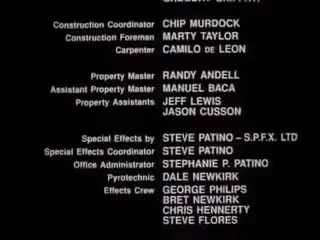 Construction Coordinator CHIP MURDOCK
Construction Foreman MARTY TAYLOR
Carpenter CAMILO DE LEON
Property Master RANDY ANDELL
Assistant Property Master MANUEL BACA
Property Assistants JEFF LEWIS
JASON CUSSON
Special Effects by STEVE PATINO – S.P.FX. LTD
Special Effects Coordinator STEVE PATINO
Office Administrator STEPHANIE P. PATINO
Pyrotechnic DALE NEWKIRK
Effects Crew GEORGE PHILIPS
BRET NEWKIRK
CHRIS HENNERTY
STEVE FLORES